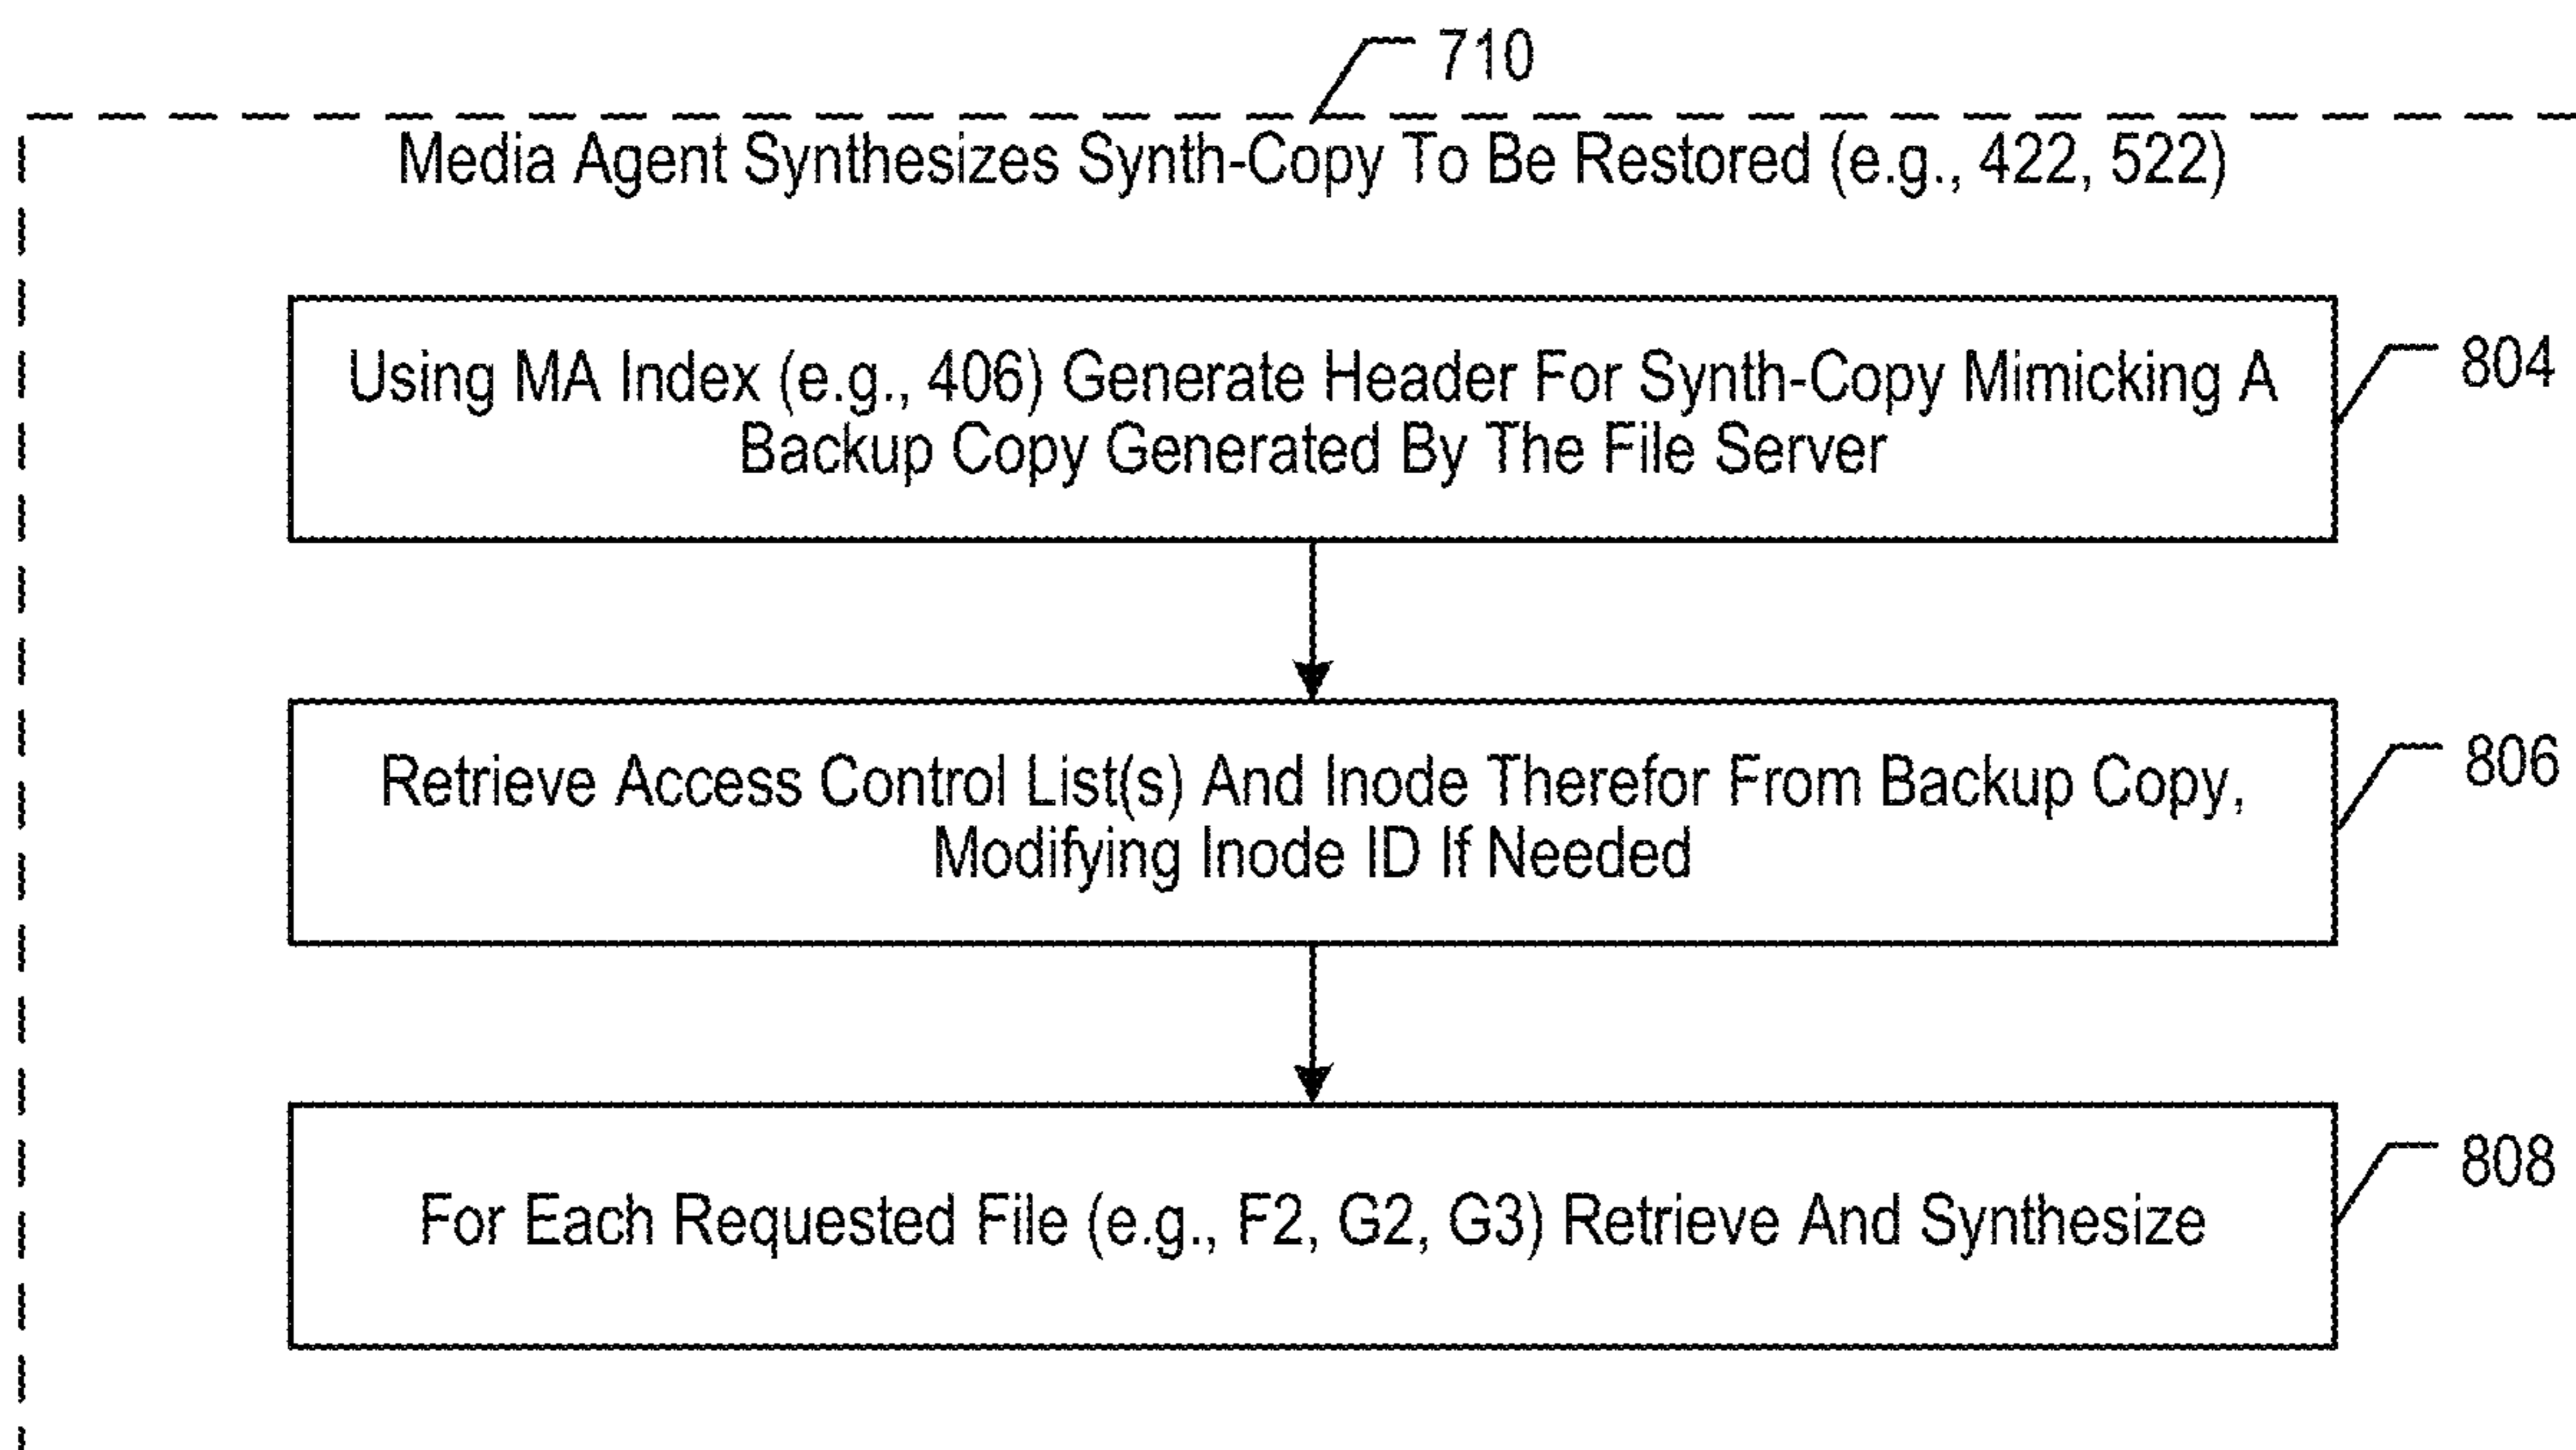 710
Media Agent Synthesizes Synth-Copy To Be Restored (e.g., 422, 522)
Using MA Index (e.g., 406) Generate Header For Synth-Copy Mimicking A
Backup Copy Generated By The File Server
804
Retrieve Access Control List(s) And Inode Therefor From Backup Copy,
Modifying Inode ID If Needed
806
For Each Requested File (e.g., F2, G2, G3) Retrieve And Synthesize
808